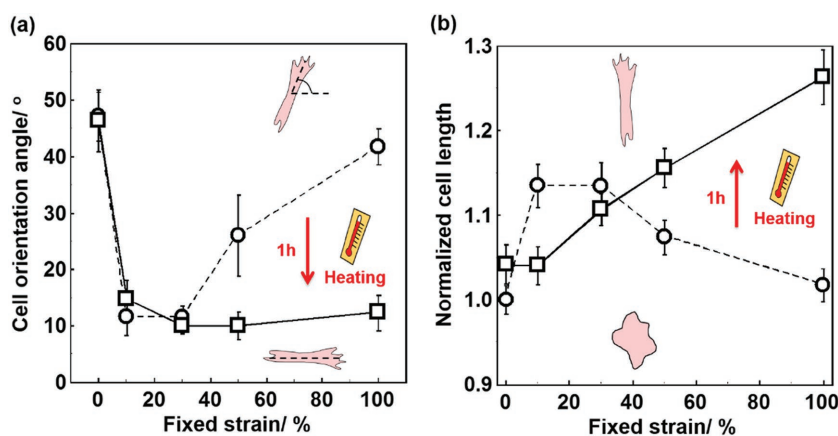 (a)
60
50
40
30
20
10
0
Cell orientation angle/ °
0 20 40 60 80 100
Fixed strain/ %
1h
Heating
(b)
1.3
1.2
1.1
1.0
0.9
Normalized cell length
0 20 40 60 80 100
Fixed strain/ %
1h
Heating